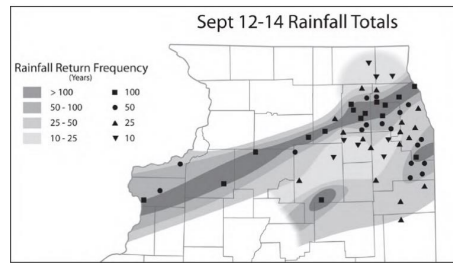 Sept 12-14 Rainfall Totals
Rainfall Return Frequency
(Years)
> 100 100
50 - 100 50
25 - 50 25
10 - 25 10